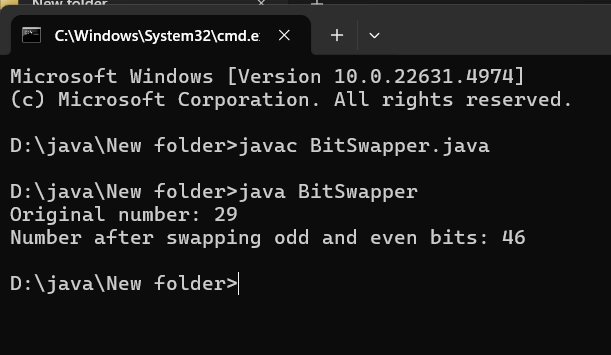 New folder
C:\Windows\System32\cmd.e
Microsoft Windows [Version 10.0.22631.4974]
(c) Microsoft Corporation. All rights reserved.
D:\java\New folder>javac BitSwapper.java
D:\java\New folder>java BitSwapper
Original number: 29
Number after swapping odd and even bits: 46
D:\java\New folder>